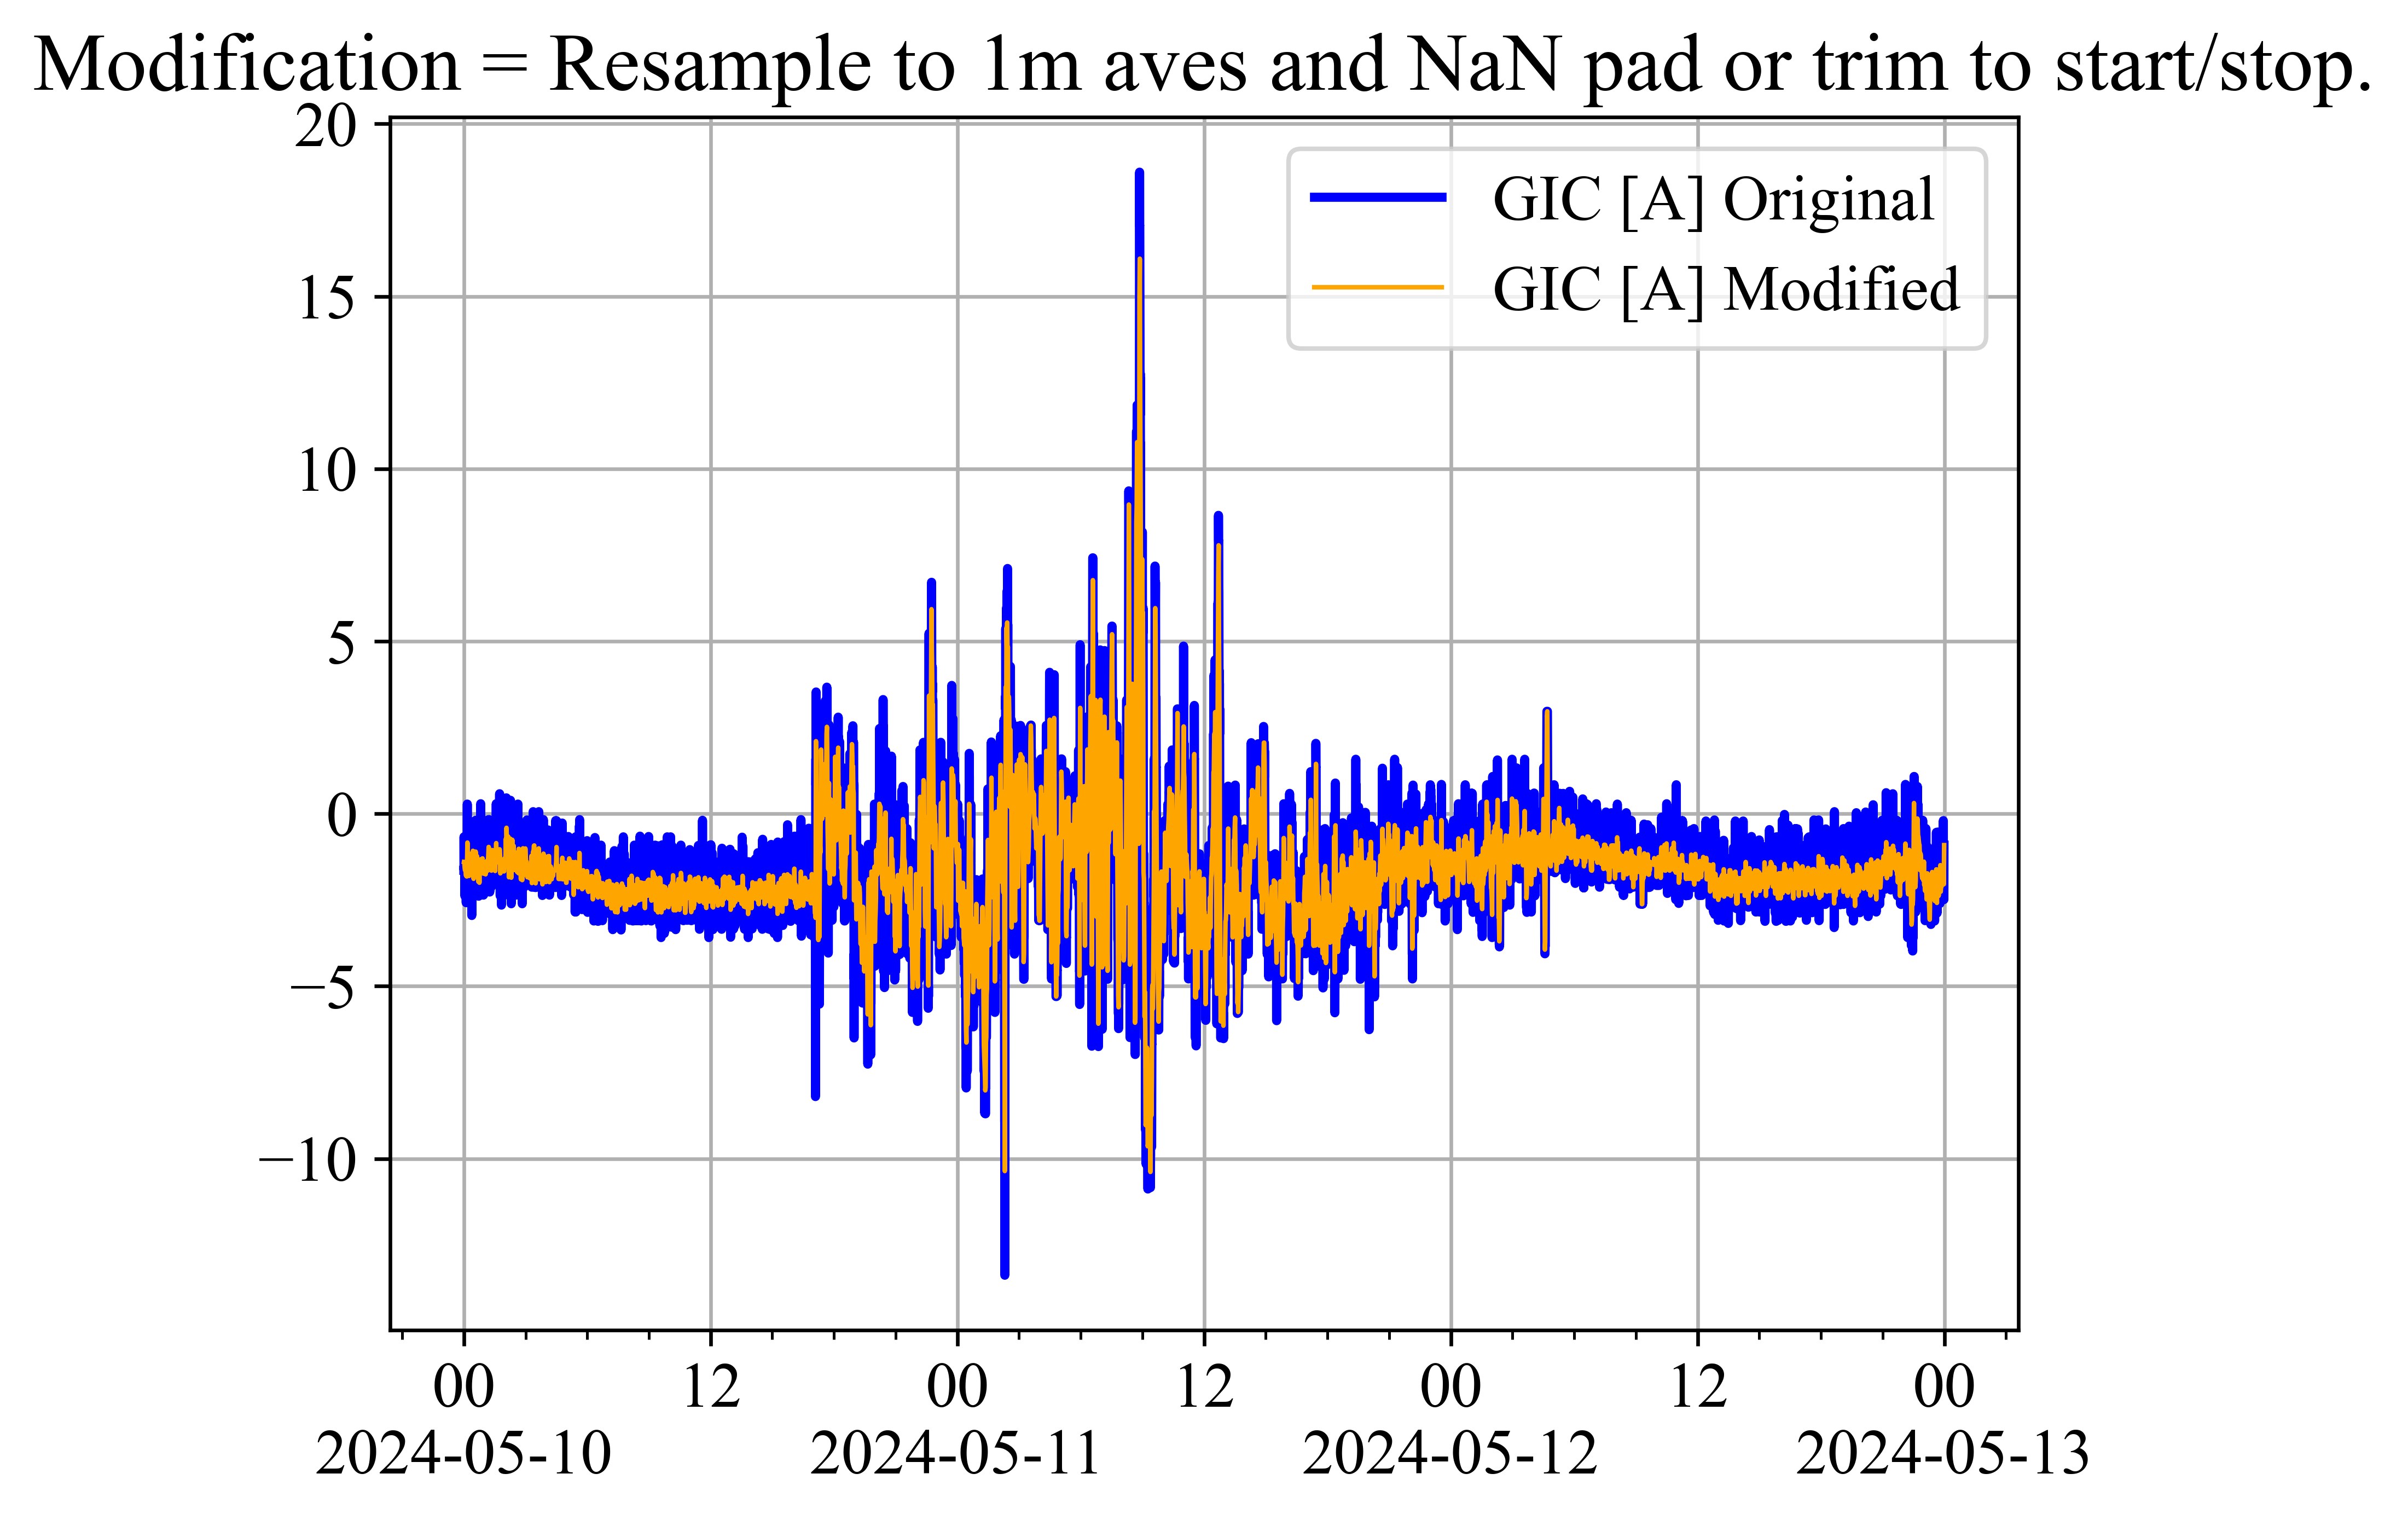 Modification = Resample to 1m aves and NaN pad or trim to start/stop.
20
15
10
5
0
−5
−10
GIC [A] Original
GIC [A] Modified
00 12 00 12 00 12 00
2024-05-10 2024-05-11 2024-05-12 2024-05-13